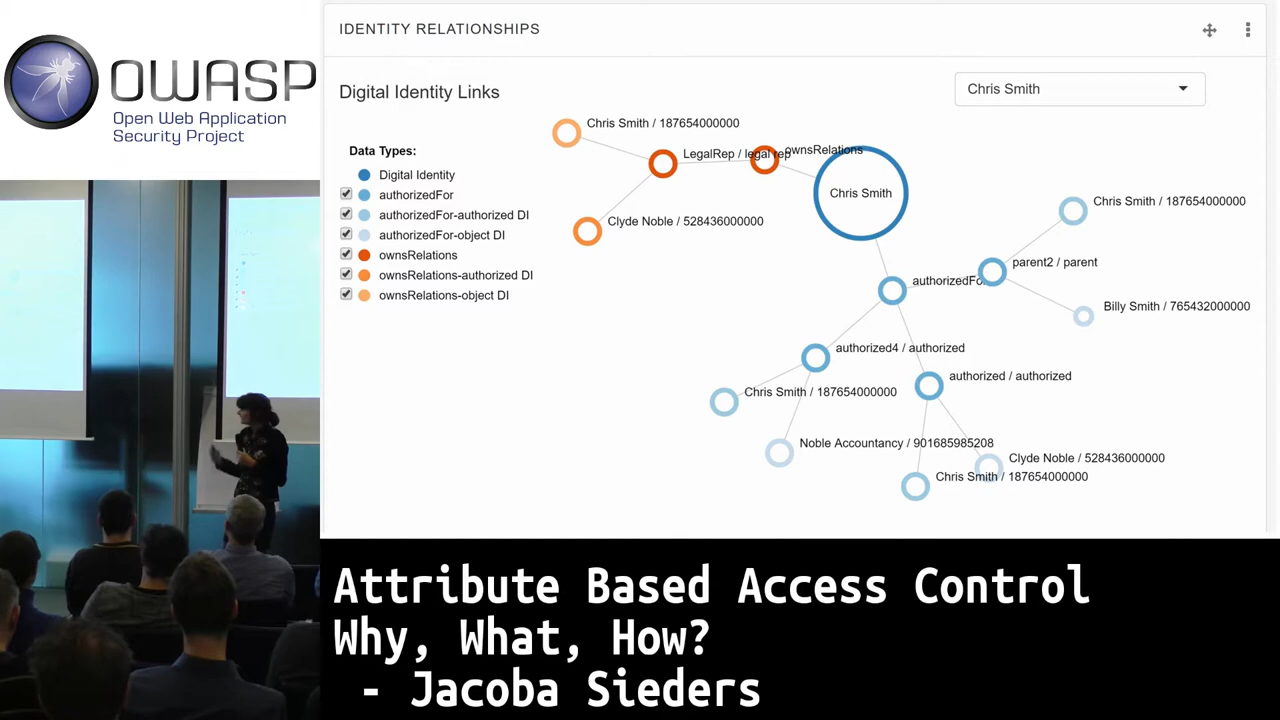 OWASP
Open Web Application
Security Project
IDENTITY RELATIONSHIPS
Digital Identity Links
Chris Smith
Data Types:
Digital Identity
authorizedFor
authorizedFor-authorized DI
authorizedFor-object DI
ownsRelations
ownsRelations-authorized DI
ownsRelations-object DI
Chris Smith / 187654000000
LegalRep / legal rep
ownsRelations
Chris Smith
Clyde Noble / 528436000000
Chris Smith / 187654000000
parent2 / parent
authorizedFo
Billy Smith / 765432000000
authorized4 / authorized
authorized / authorized
Chris Smith / 187654000000
Noble Accountancy / 901685985208
Clyde Noble / 528436000000
Chris Smith / 187654000000
Attribute Based Access Control
Why, What, How?
- Jacoba Sieders